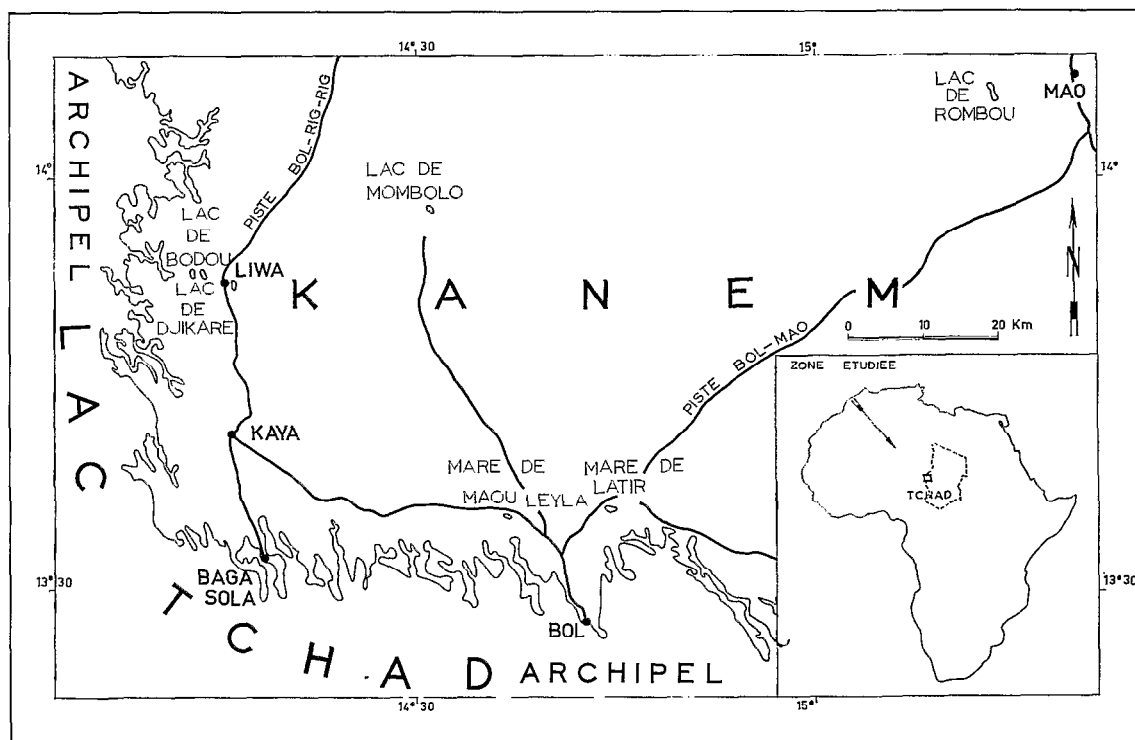 14°30
15°
ARCHIPEL
LAC
DE
ROMBOU
MAO
14°
14°
PISTE BOL-RIG-RIG
LAC DE
MOMBOLO
LAC
DE
BODOU
LIWA
LAC
DE
DJIKARE
K A N E M
N
0 10 20 Km
PISTE BOL-MAO
ZONE ETUDIEE
TCHAD
KAYA
MARE DE
MAOU LEYLA
MARE DE
LATIR
BAGA
SOLA
13°30
13°30
BOL
LAC TCHAD
ARCHIPEL
14°30
15°